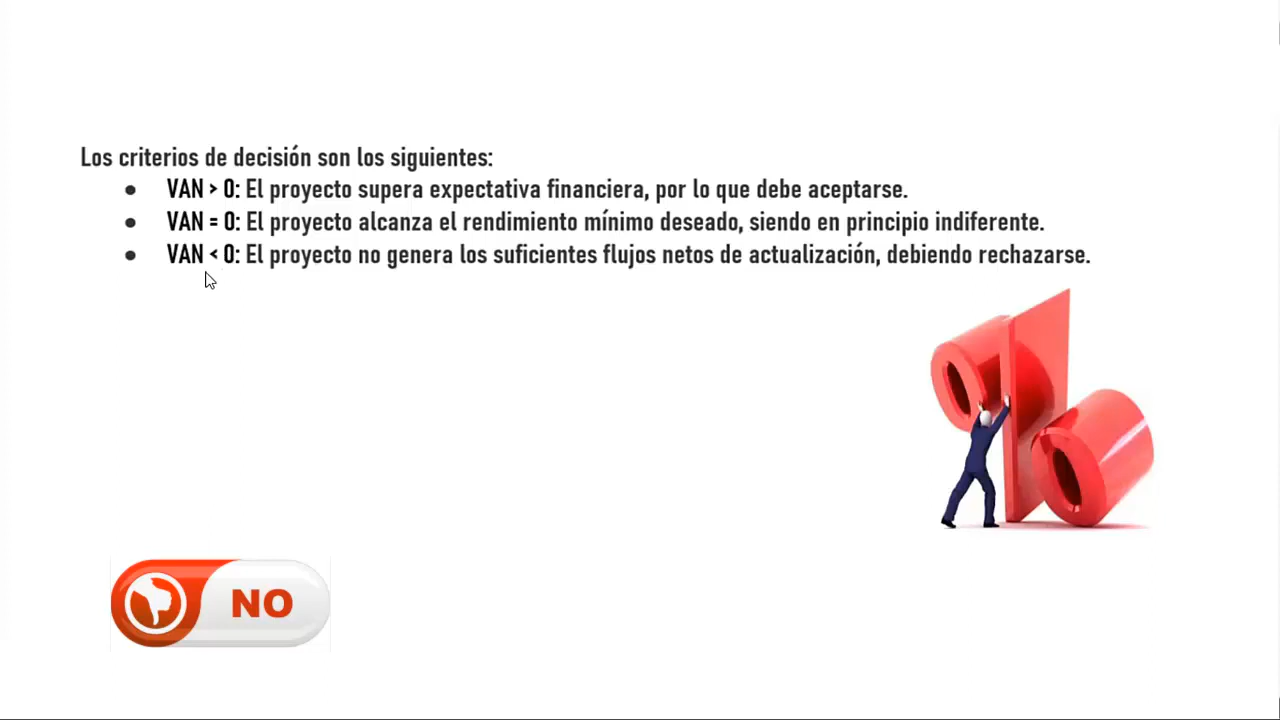 Los criterios de decisión son los siguientes:
● VAN > 0: El proyecto supera expectativa financiera, por lo que debe aceptarse.
● VAN = 0: El proyecto alcanza el rendimiento mínimo deseado, siendo en principio indiferente.
● VAN < 0: El proyecto no genera los suficientes flujos netos de actualización, debiendo rechazarse.
%
NO